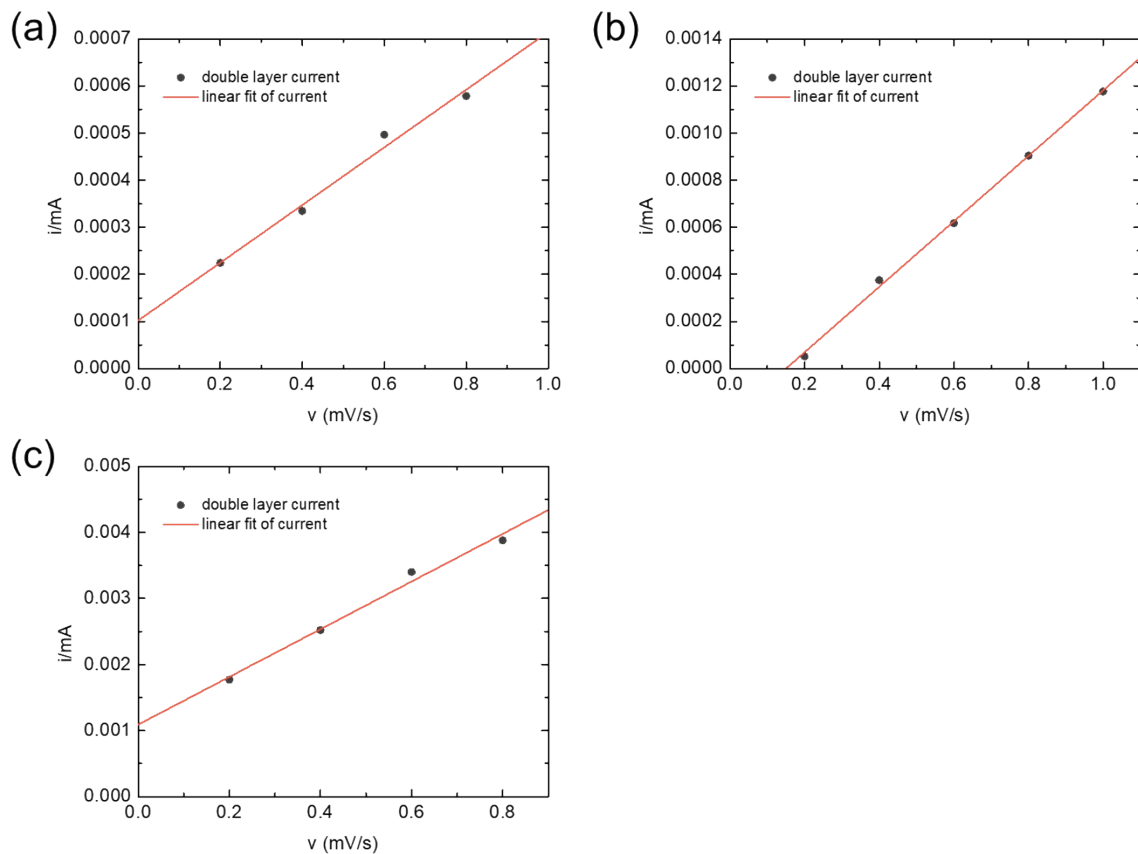 (a)
0.0007
0.0006
0.0005
0.0004
0.0003
0.0002
0.0001
0.0000
i/mA
double layer current
linear fit of current
0.0 0.2 0.4 0.6 0.8 1.0
v (mV/s)
(b)
0.0014
0.0012
0.0010
0.0008
0.0006
0.0004
0.0002
0.0000
i/mA
double layer current
linear fit of current
0.0 0.2 0.4 0.6 0.8 1.0
v (mV/s)
(c)
0.005
0.004
0.003
0.002
0.001
0.000
i/mA
double layer current
linear fit of current
0.0 0.2 0.4 0.6 0.8
v (mV/s)